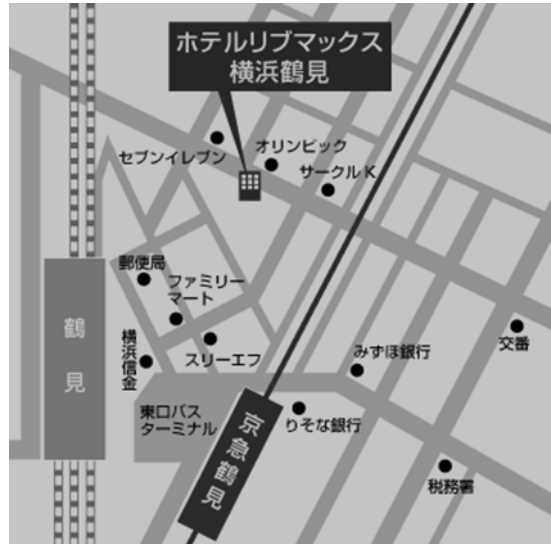 ホテルリブマックス
横浜鶴見
セブンイレブン
オリンピック
サークルK
郵便局
ファミリー
マート
鶴見
横浜信金
スリーエフ
みずほ銀行
交番
東口バス
ターミナル
京急鶴見
りそな銀行
税務署